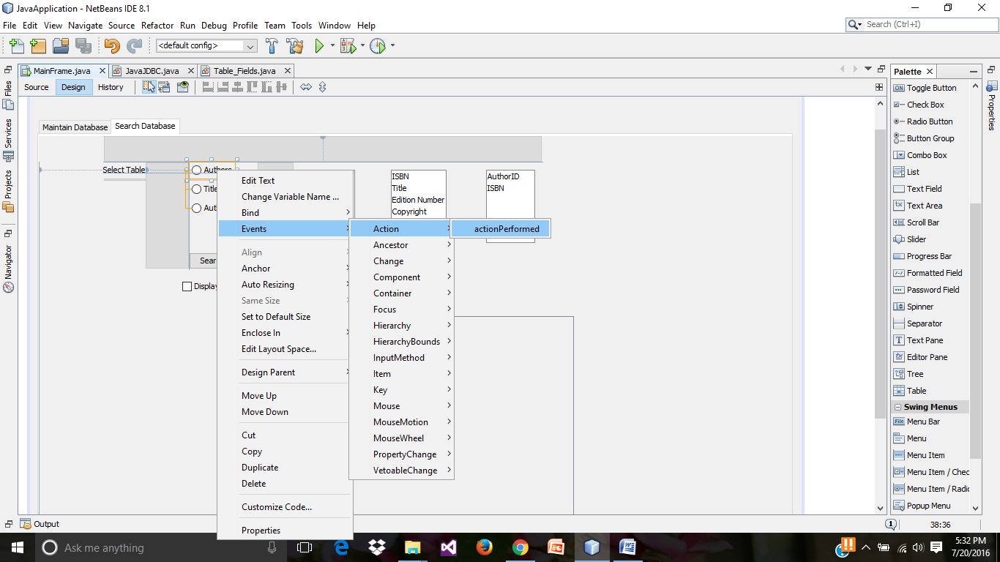 JavaApplication - NetBeans IDE 8.1
File Edit View Navigate Source Refactor Run Debug Profile Team Tools Window Help
Search (Ctrl+I)
<default config>
MainFrame.java JavaJDBC.java Table_Fields.java
Palette
Source Design History
Files
Services
Projects
Navigator
Properties
Maintain Database Search Database
Select Table
Authors
Title
Aut
Sear
Display
ISBN
Title
Edition Number
Copyright
AuthorID
ISBN
Edit Text
Change Variable Name ...
Bind
Events
Align
Anchor
Auto Resizing
Same Size
Set to Default Size
Enclose In
Edit Layout Space...
Design Parent
Move Up
Move Down
Cut
Copy
Duplicate
Delete
Customize Code...
Properties
Action
Ancestor
Change
Component
Container
Focus
Hierarchy
HierarchyBounds
InputMethod
Item
Key
Mouse
MouseMotion
MouseWheel
PropertyChange
VetoableChange
actionPerformed
ON Toggle Button
Check Box
Radio Button
Button Group
Combo Box
List
Text Field
Text Area
Scroll Bar
Slider
Progress Bar
Formatted Field
Password Field
Spinner
Separator
Text Pane
Editor Pane
Tree
Table
Swing Menus
File Menu Bar
Menu
Menu Item
Menu Item / Chec
Menu Item / Radio
Popup Menu
Output
1
38:36
Ask me anything
5:32 PM
7/20/2016